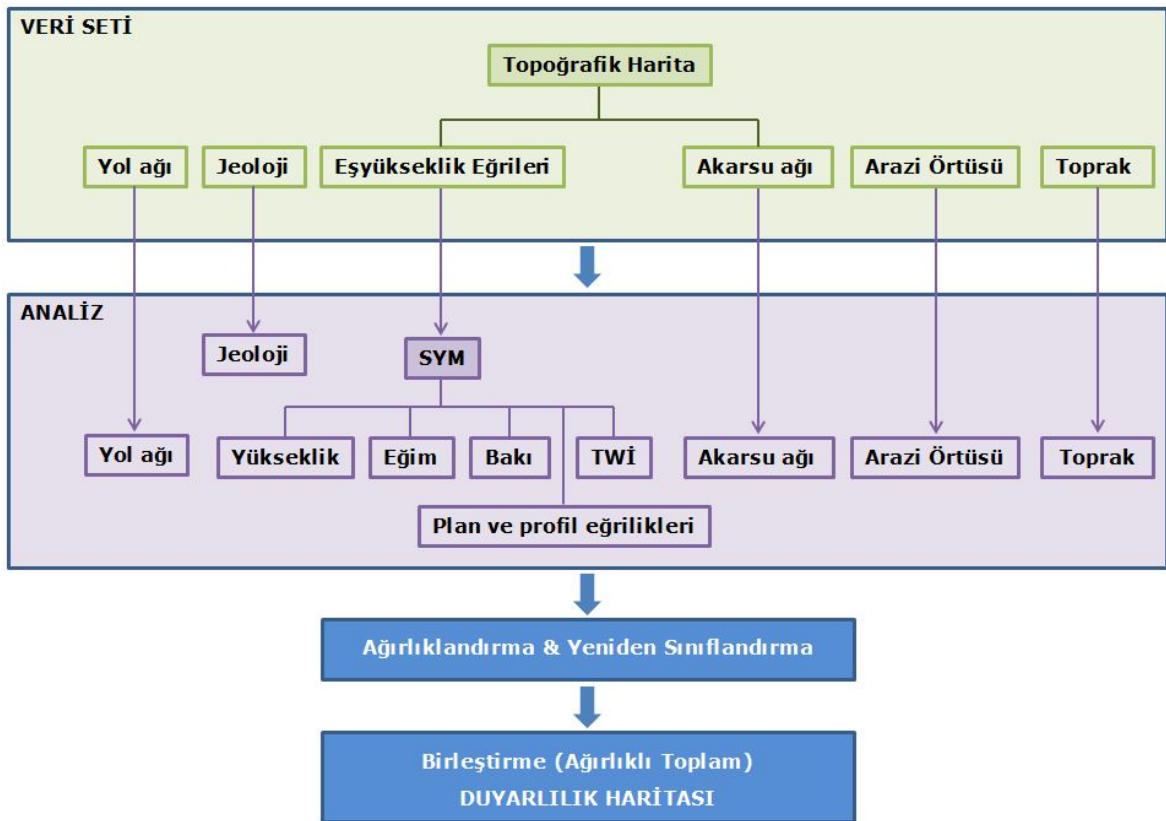 VERİ SETİ
Topoğrafik Harita
Yol ağı
Jeoloji
Eşyükseklik Eğrileri
Akarsu ağı
Arazi Örtüsü
Toprak
ANALİZ
Jeoloji
SYM
Yol ağı
Yükseklik
Eğim
Bakı
TWİ
Akarsu ağı
Arazi Örtüsü
Toprak
Plan ve profil eğrilikleri
Ağırlıklandırma & Yeniden Sınıflandırma
Birleştirme (Ağırlıklı Toplam)
DUYARLILIK HARİTASI